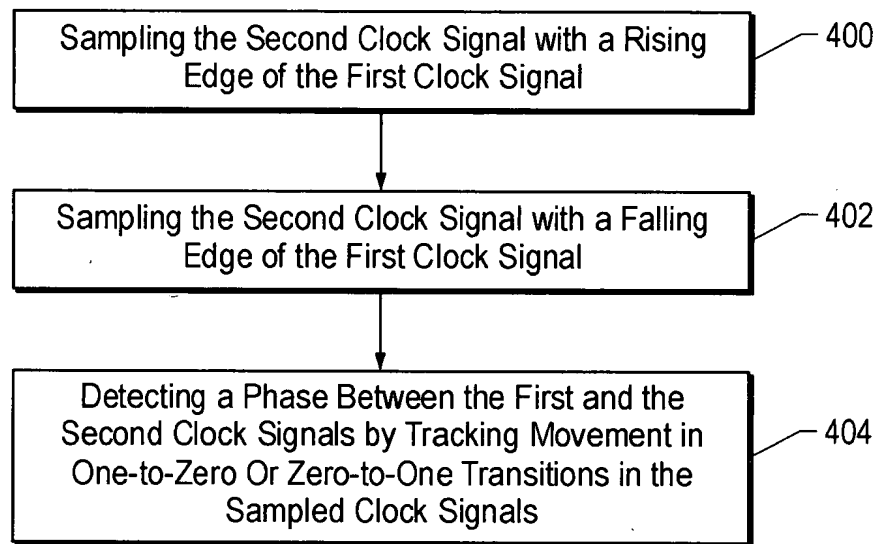 Sampling the Second Clock Signal with a Rising
Edge of the First Clock Signal
400
Sampling the Second Clock Signal with a Falling
Edge of the First Clock Signal
402
Detecting a Phase Between the First and the
Second Clock Signals by Tracking Movement in
One-to-Zero Or Zero-to-One Transitions in the
Sampled Clock Signals
404